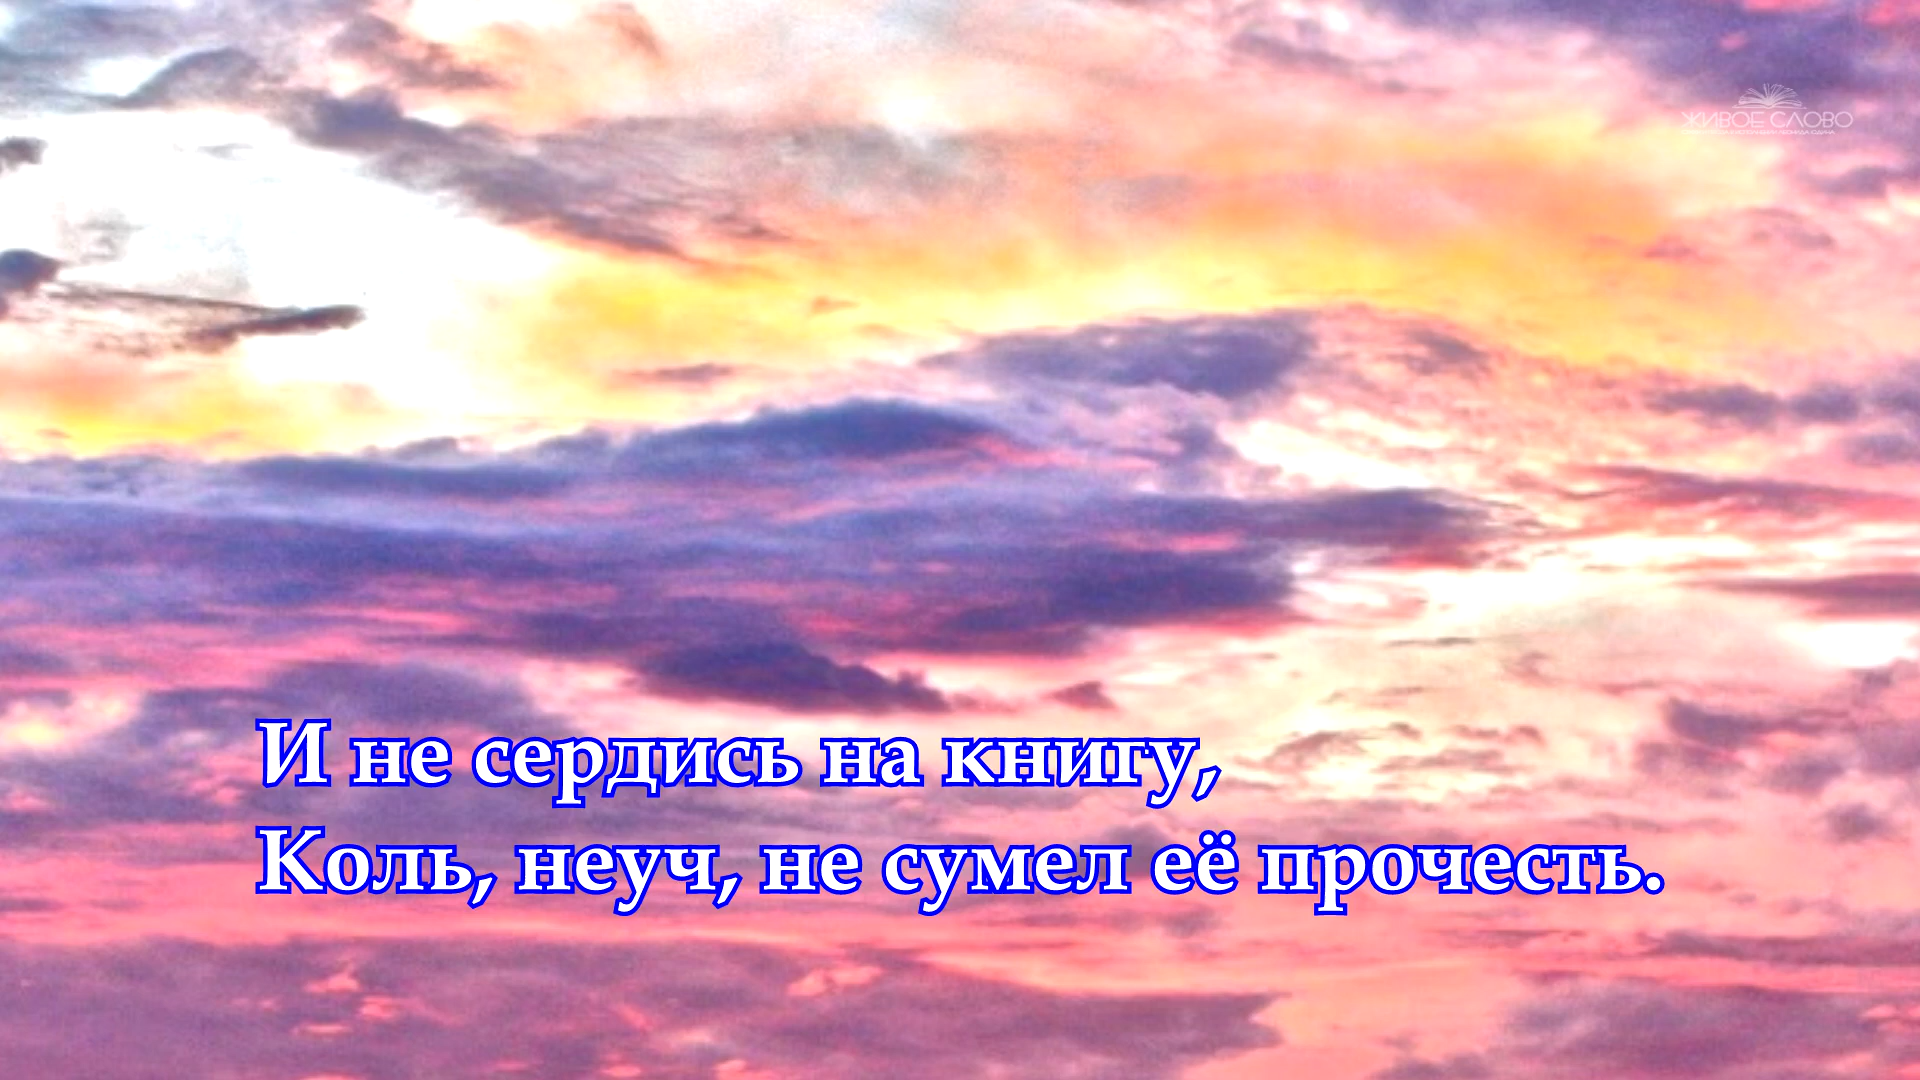 ЖИВОЕ СЛОВО
И не сердись на книгу,
Коль, неуч, не сумел её прочесть.